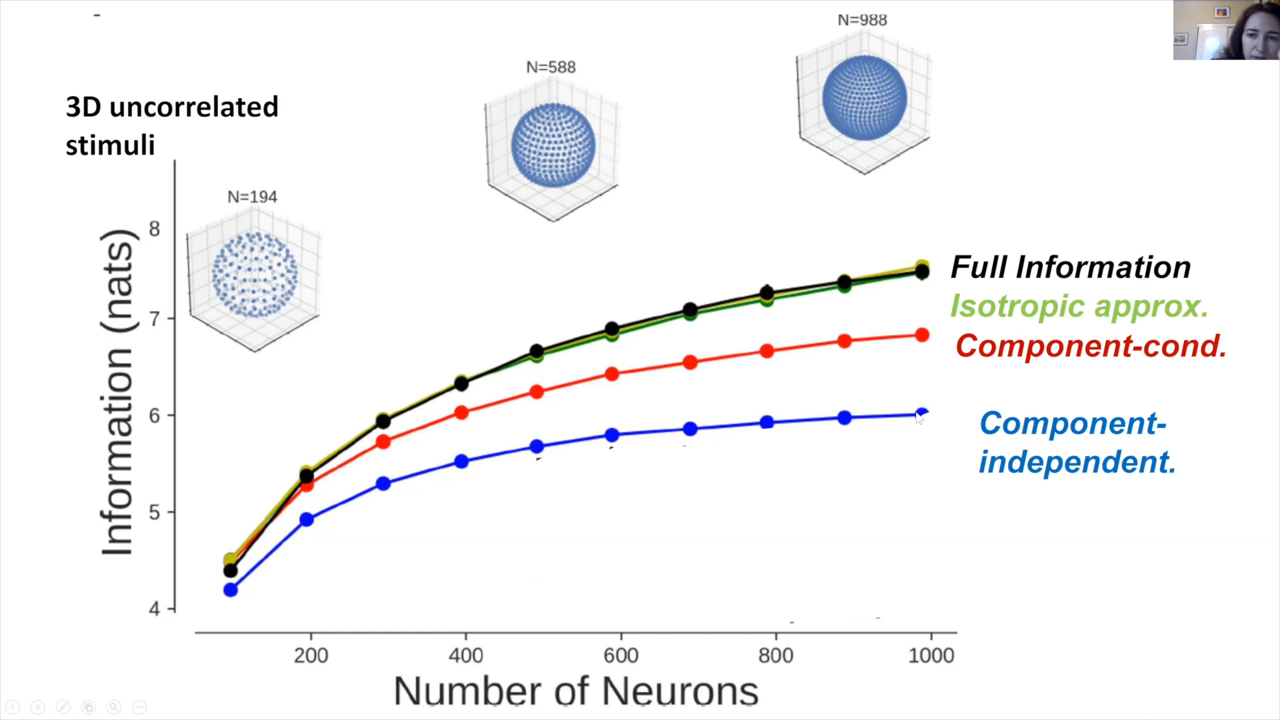 3D uncorrelated
stimuli
N=194
N=588
N=988
Information (nats)
8
7
6
5
4
200
400
600
800
1000
Number of Neurons
Full Information
Isotropic approx.
Component-cond.
Component-
independent.